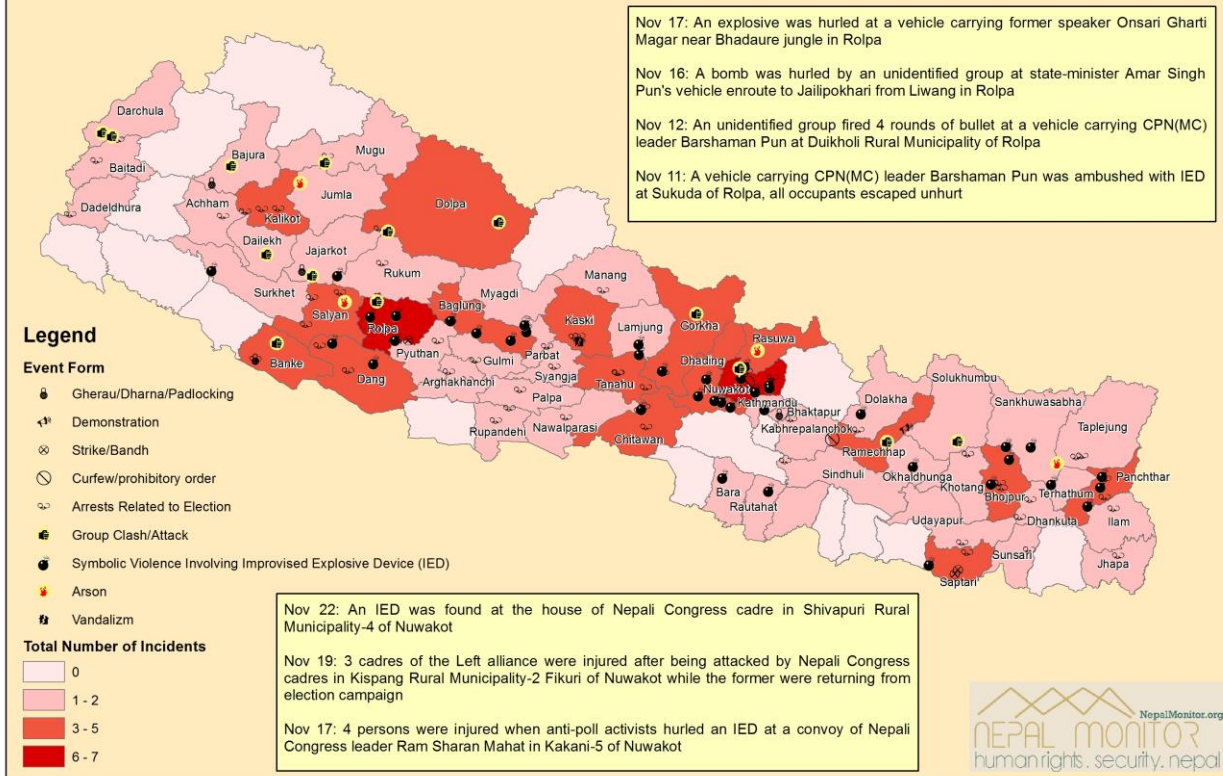 Nov 17: An explosive was hurled at a vehicle carrying former speaker Onsari Gharti
Magar near Bhadaure jungle in Rolpa
Nov 16: A bomb was hurled by an unidentified group at state-minister Amar Singh
Pun's vehicle enroute to Jailipokhari from Liwang in Rolpa
Nov 12: An unidentified group fired 4 rounds of bullet at a vehicle carrying CPN(MC)
leader Barshaman Pun at Duikholi Rural Municipality of Rolpa
Nov 11: A vehicle carrying CPN(MC) leader Barshaman Pun was ambushed with IED
at Sukuda of Rolpa, all occupants escaped unhurt
Darchula
Baitadi
Bajura
Mugu
Dadeldhura
Achham
Jumla
Kalikot
Dolpa
Dailekh
Jajarkot
Surkhet
Rukum
Salyan
Rolpa
Banke
Dang
Pyuthan
Baglung
Myagdi
Manang
Kaski
Lamjung
Gorkha
Rasuwa
Parbat
Gulmi
Syangja
Arghakhanchi
Palpa
Tanahu
Dhading
Nuwakot
Rupandehi
Nawalparasi
Chitawan
Kathmandu
Bhaktapur
Kabhrepalanchok
Dolakha
Solukhumbu
Sankhuwasabha
Taplejung
Ramechhap
Sindhuli
Okhaldhunga
Khotang
Bhojpur
Terhathum
Panchthar
Bara
Rautahat
Udayapur
Dhankuta
Ilam
Saptari
Sunsari
Jhapa
Legend
Event Form
Gherau/Dharna/Padlocking
Demonstration
Strike/Bandh
Curfew/prohibitory order
Arrests Related to Election
Group Clash/Attack
Symbolic Violence Involving Improvised Explosive Device (IED)
Arson
Vandalizm
Total Number of Incidents
0
1 - 2
3 - 5
6 - 7
Nov 22: An IED was found at the house of Nepali Congress cadre in Shivapuri Rural
Municipality-4 of Nuwakot
Nov 19: 3 cadres of the Left alliance were injured after being attacked by Nepali Congress
cadres in Kispang Rural Municipality-2 Fikuri of Nuwakot while the former were returning from
election campaign
Nov 17: 4 persons were injured when anti-poll activists hurled an IED at a convoy of Nepali
Congress leader Ram Sharan Mahat in Kakani-5 of Nuwakot
NepalMonitor.org
NEPAL MONITOR
human rights. security. nepal